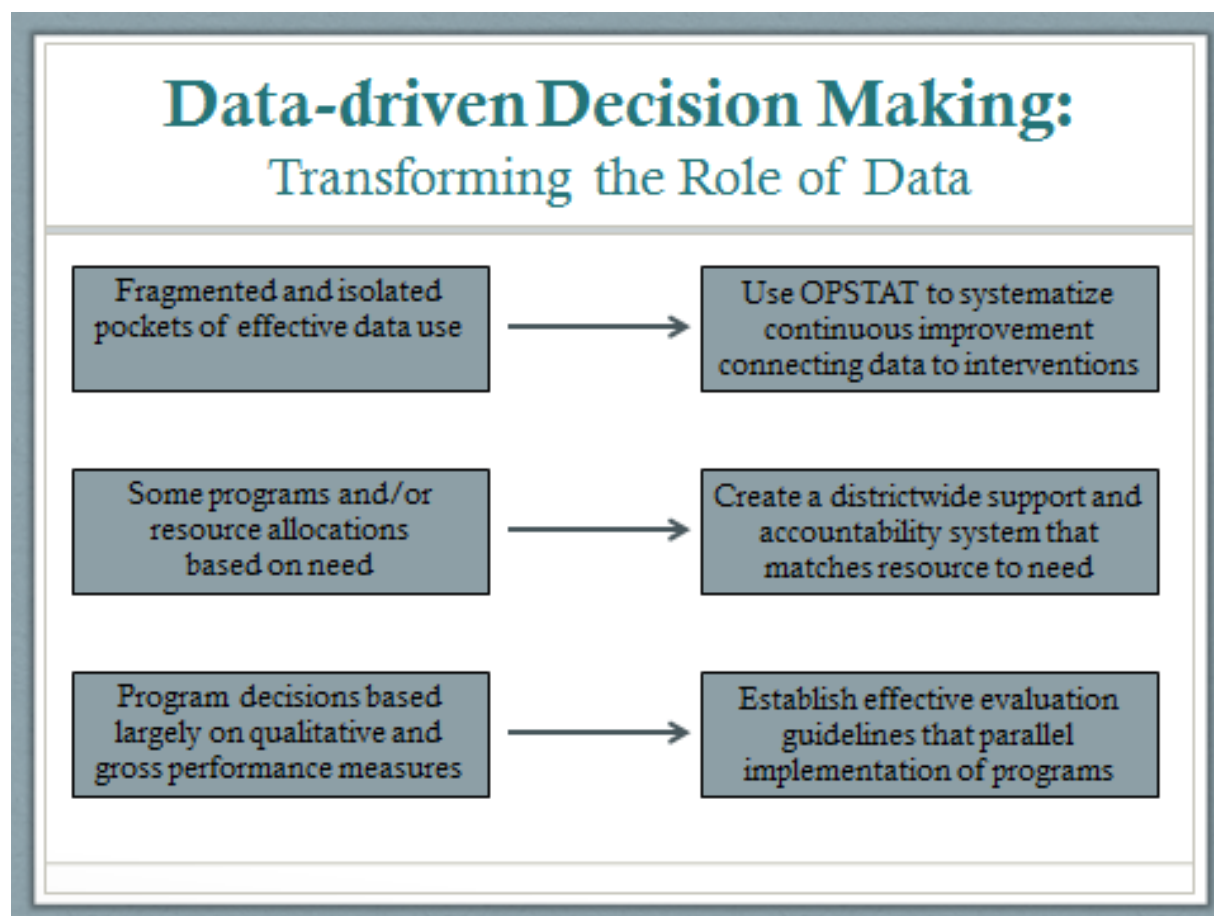 Data-driven Decision Making:
Transforming the Role of Data
Fragmented and isolated
pockets of effective data use
Use OPSTAT to systematize
continuous improvement
connecting data to interventions
Some programs and/or
resource allocations
based on need
Create a districtwide support and
accountability system that
matches resource to need
Program decisions based
largely on qualitative and
gross performance measures
Establish effective evaluation
guidelines that parallel
implementation of programs